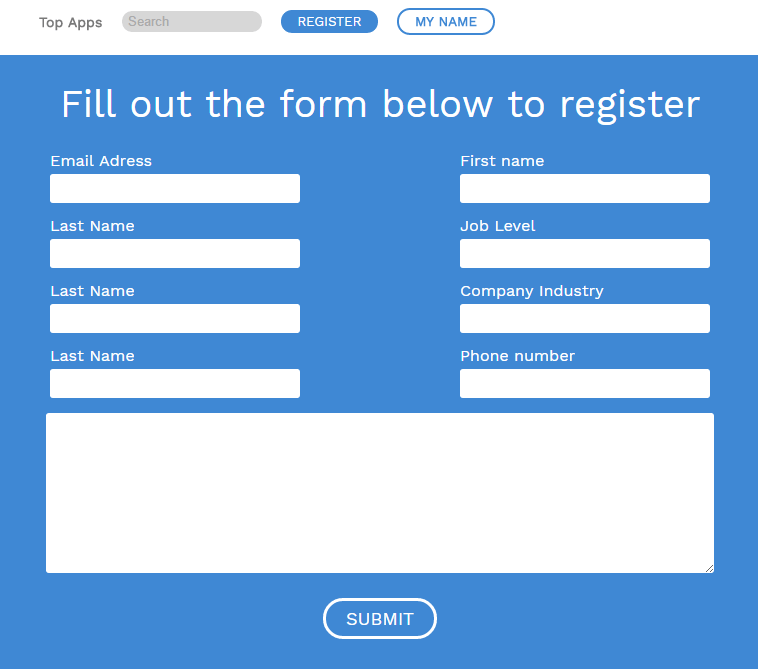 Top Apps Search REGISTER MY NAME
Fill out the form below to register
Email Adress First name
Last Name Job Level
Last Name Company Industry
Last Name Phone number
SUBMIT